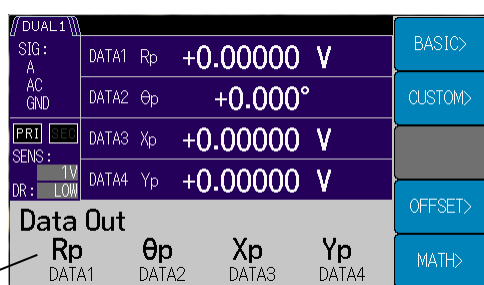 DUAL1
SIG:
A
AC
GND
PRI SEC
SENS:
1V
DR: LOW
DATA1 Rp +0.00000 V
DATA2 θp +0.000°
DATA3 Xp +0.00000 V
DATA4 Yp +0.00000 V
Data Out
Rp θp Xp Yp
DATA1 DATA2 DATA3 DATA4
BASIC>
CUSTOM>
OFFSET>
MATH>